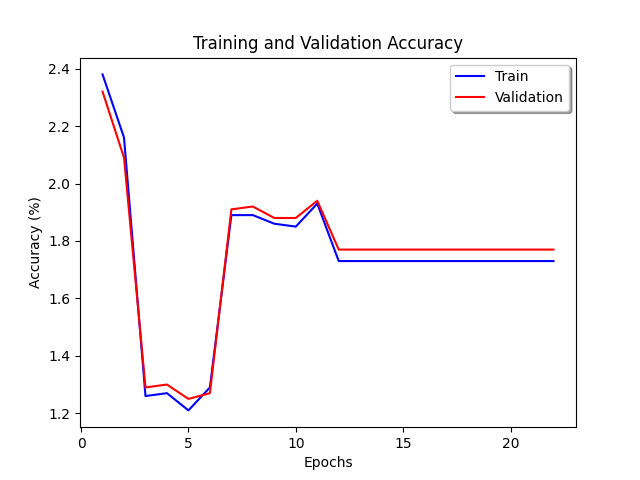 Training and Validation Accuracy
Train
Validation
2.4
2.2
2.0
1.8
1.6
1.4
1.2
Accuracy (%)
0
5
10
15
20
Epochs